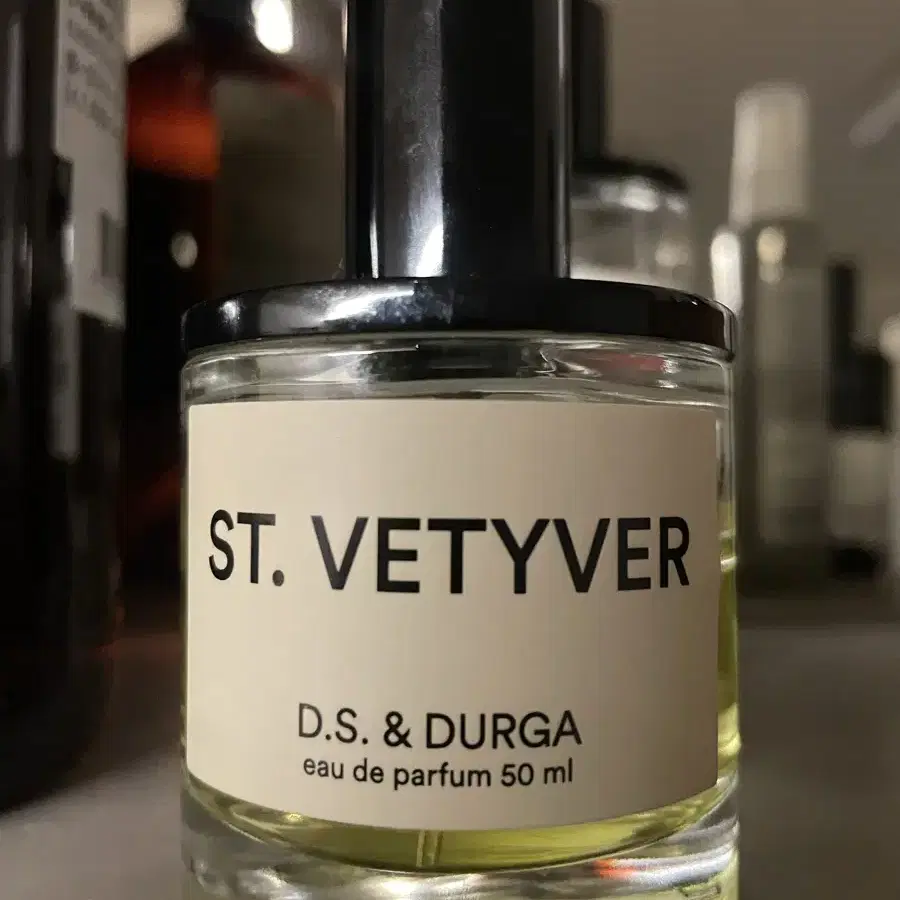 ST. VETYVER
D.S. & DURGA
eau de parfum 50 ml